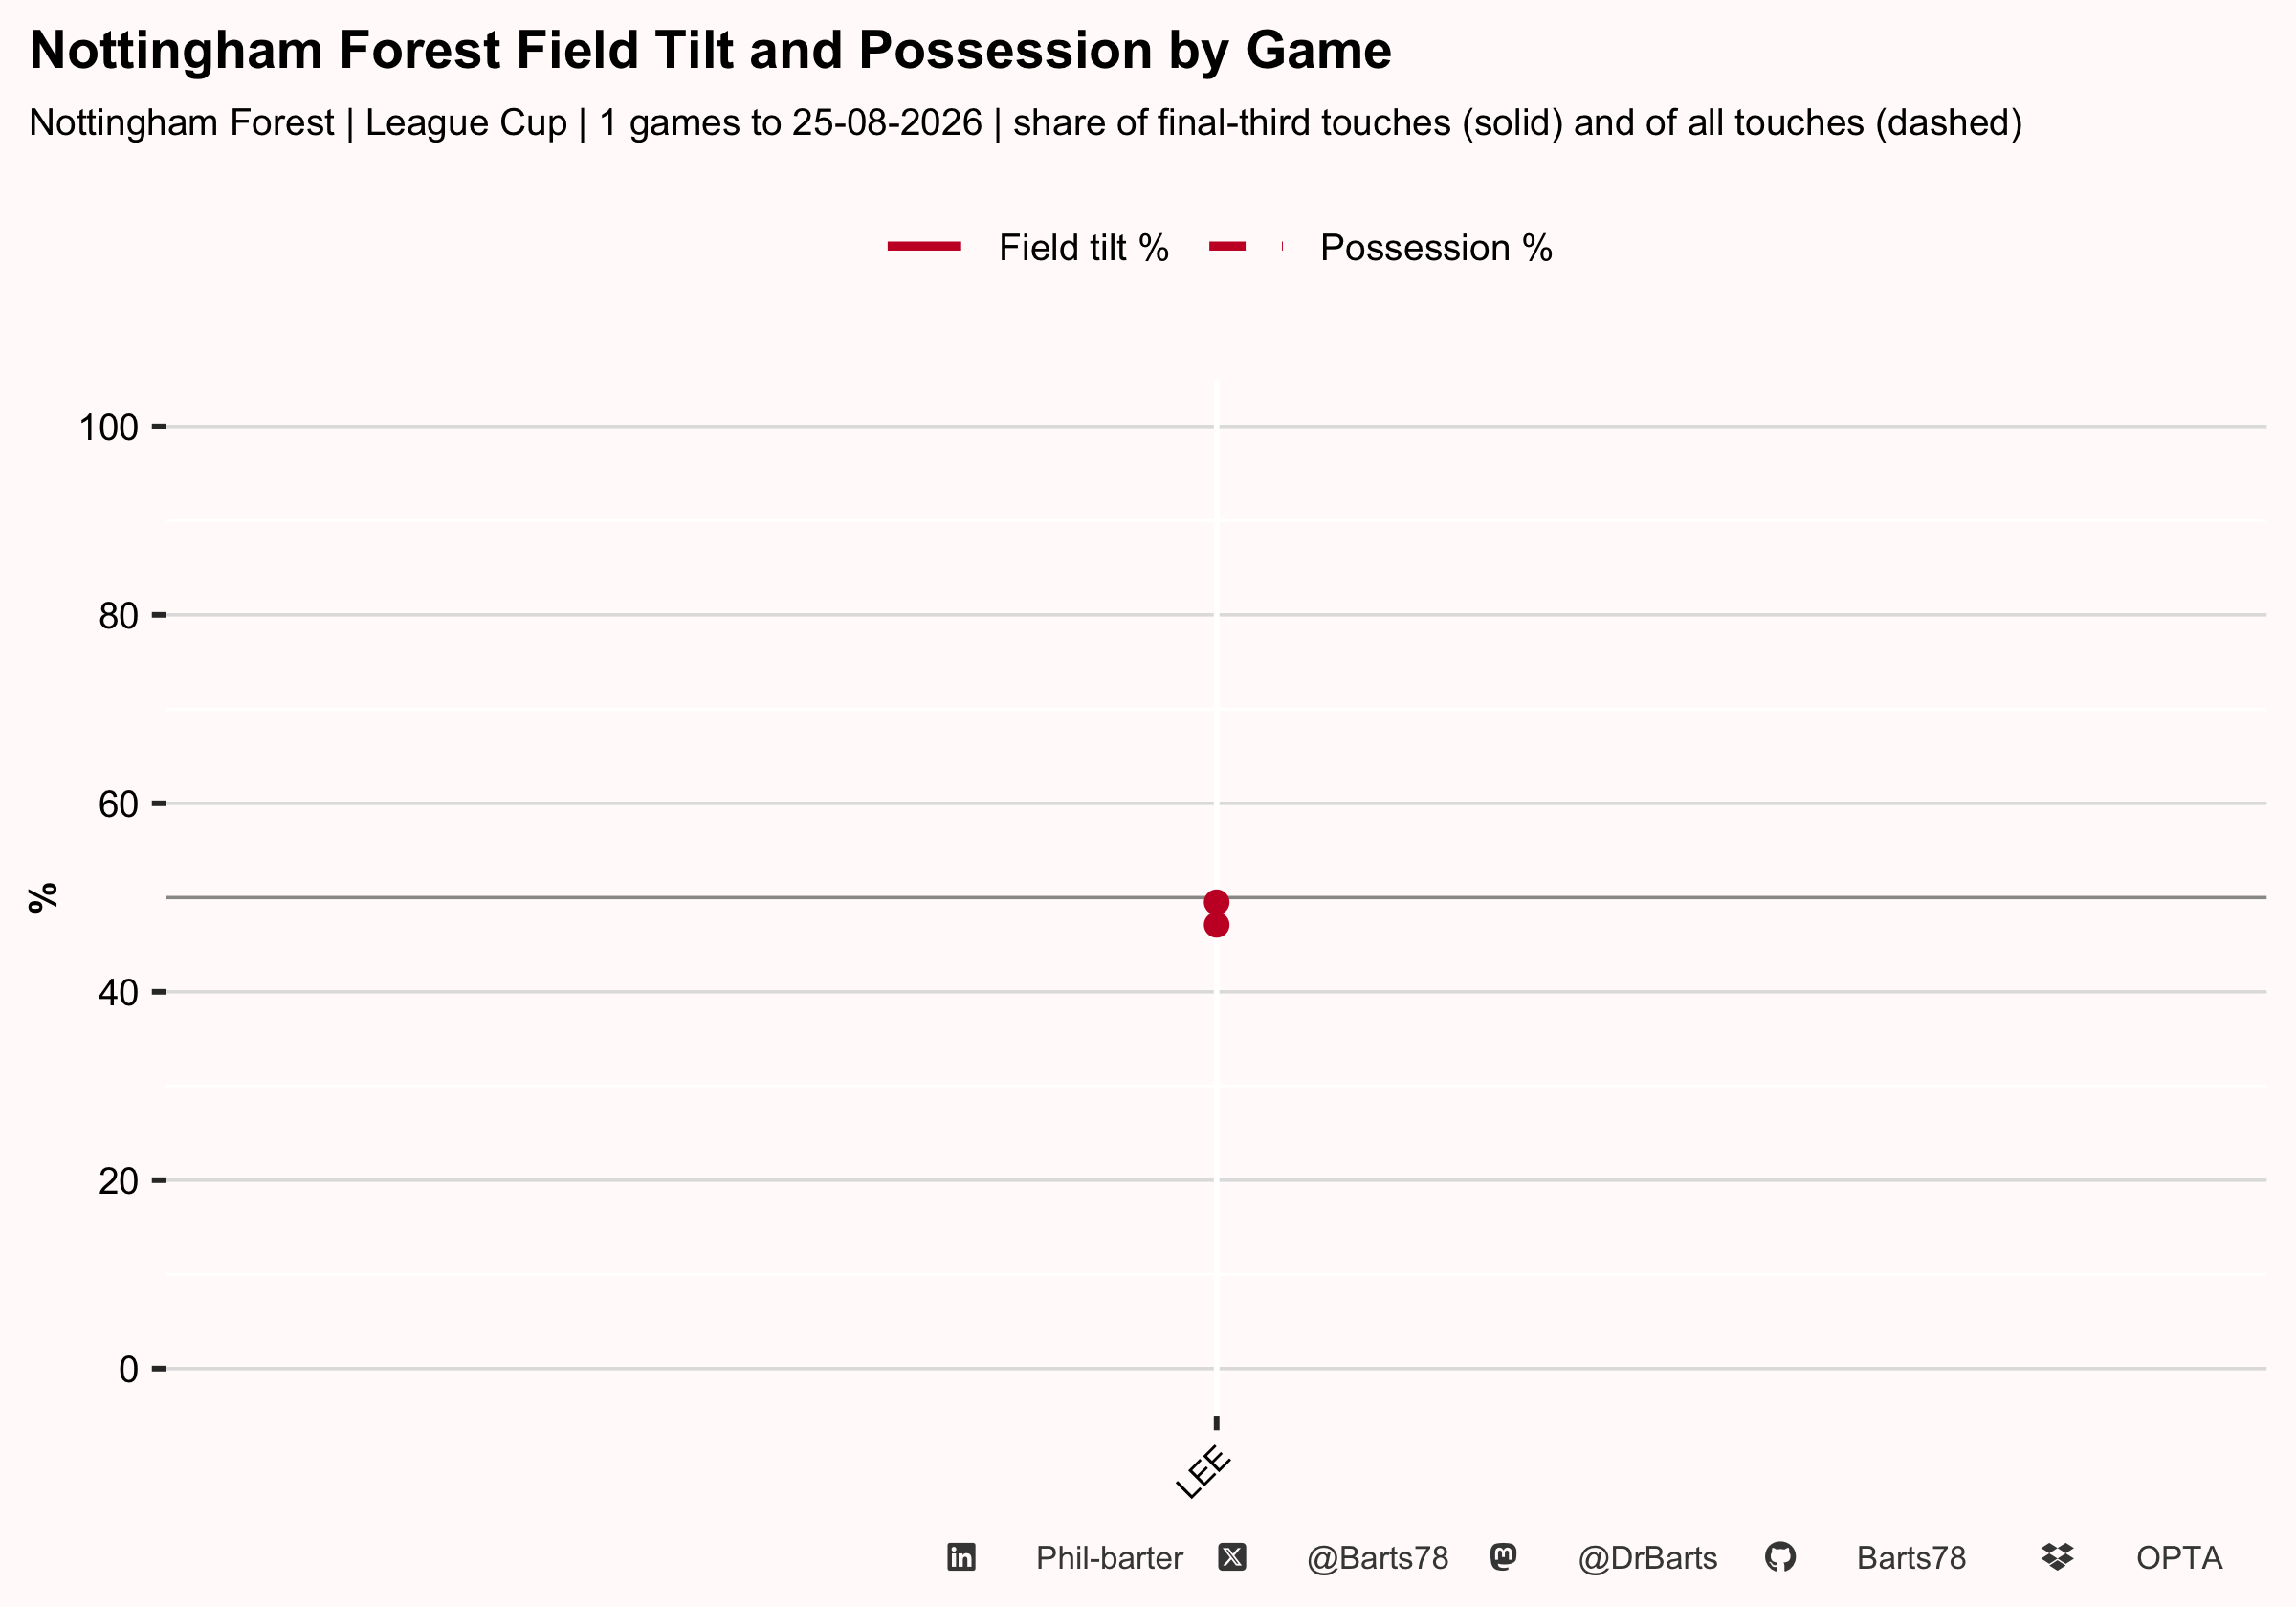 Nottingham Forest Field Tilt and Possession by Game
Nottingham Forest | League Cup | 1 games to 25-08-2026 | share of final-third touches (solid) and of all touches (dashed)
Field tilt % Possession %
100
80
60
%
40
20
0
LEE
Phil-barter @Barts78 @DrBarts Barts78 OPTA